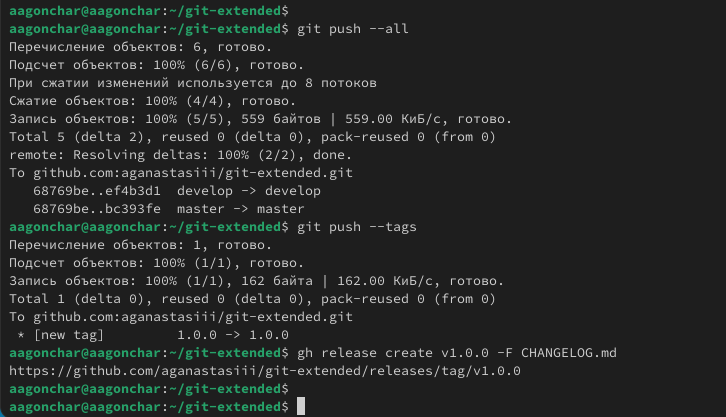 aagonchar@aagonchar:~/git-extended$
aagonchar@aagonchar:~/git-extended$ git push --all
Перечисление объектов: 6, готово.
Подсчет объектов: 100% (6/6), готово.
При сжатии изменений используется до 8 потоков
Сжатие объектов: 100% (4/4), готово.
Запись объектов: 100% (5/5), 559 байтов | 559.00 КиБ/с, готово.
Total 5 (delta 2), reused 0 (delta 0), pack-reused 0 (from 0)
remote: Resolving deltas: 100% (2/2), done.
To github.com:aganastasiii/git-extended.git
   68769be..ef4b3d1  develop -> develop
   68769be..bc393fe  master -> master
aagonchar@aagonchar:~/git-extended$ git push --tags
Перечисление объектов: 1, готово.
Подсчет объектов: 100% (1/1), готово.
Запись объектов: 100% (1/1), 162 байта | 162.00 КиБ/с, готово.
Total 1 (delta 0), reused 0 (delta 0), pack-reused 0 (from 0)
To github.com:aganastasiii/git-extended.git
 * [new tag]         1.0.0 -> 1.0.0
aagonchar@aagonchar:~/git-extended$ gh release create v1.0.0 -F CHANGELOG.md
https://github.com/aganastasiii/git-extended/releases/tag/v1.0.0
aagonchar@aagonchar:~/git-extended$
aagonchar@aagonchar:~/git-extended$